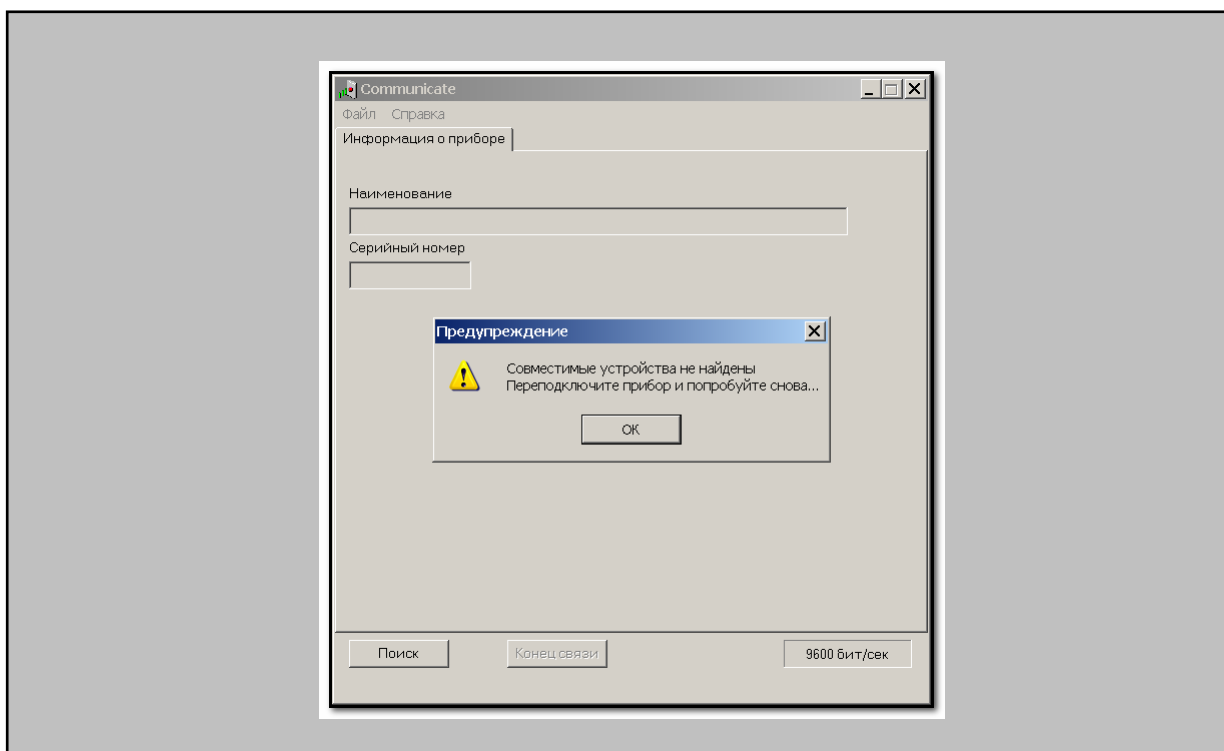 Communicate
Файл Справка
Информация о приборе
Наименование
Серийный номер
Предупреждение
Совместимые устройства не найдены
Переподключите прибор и попробуйте снова...
OK
Поиск Конец связи 9600 бит/сек